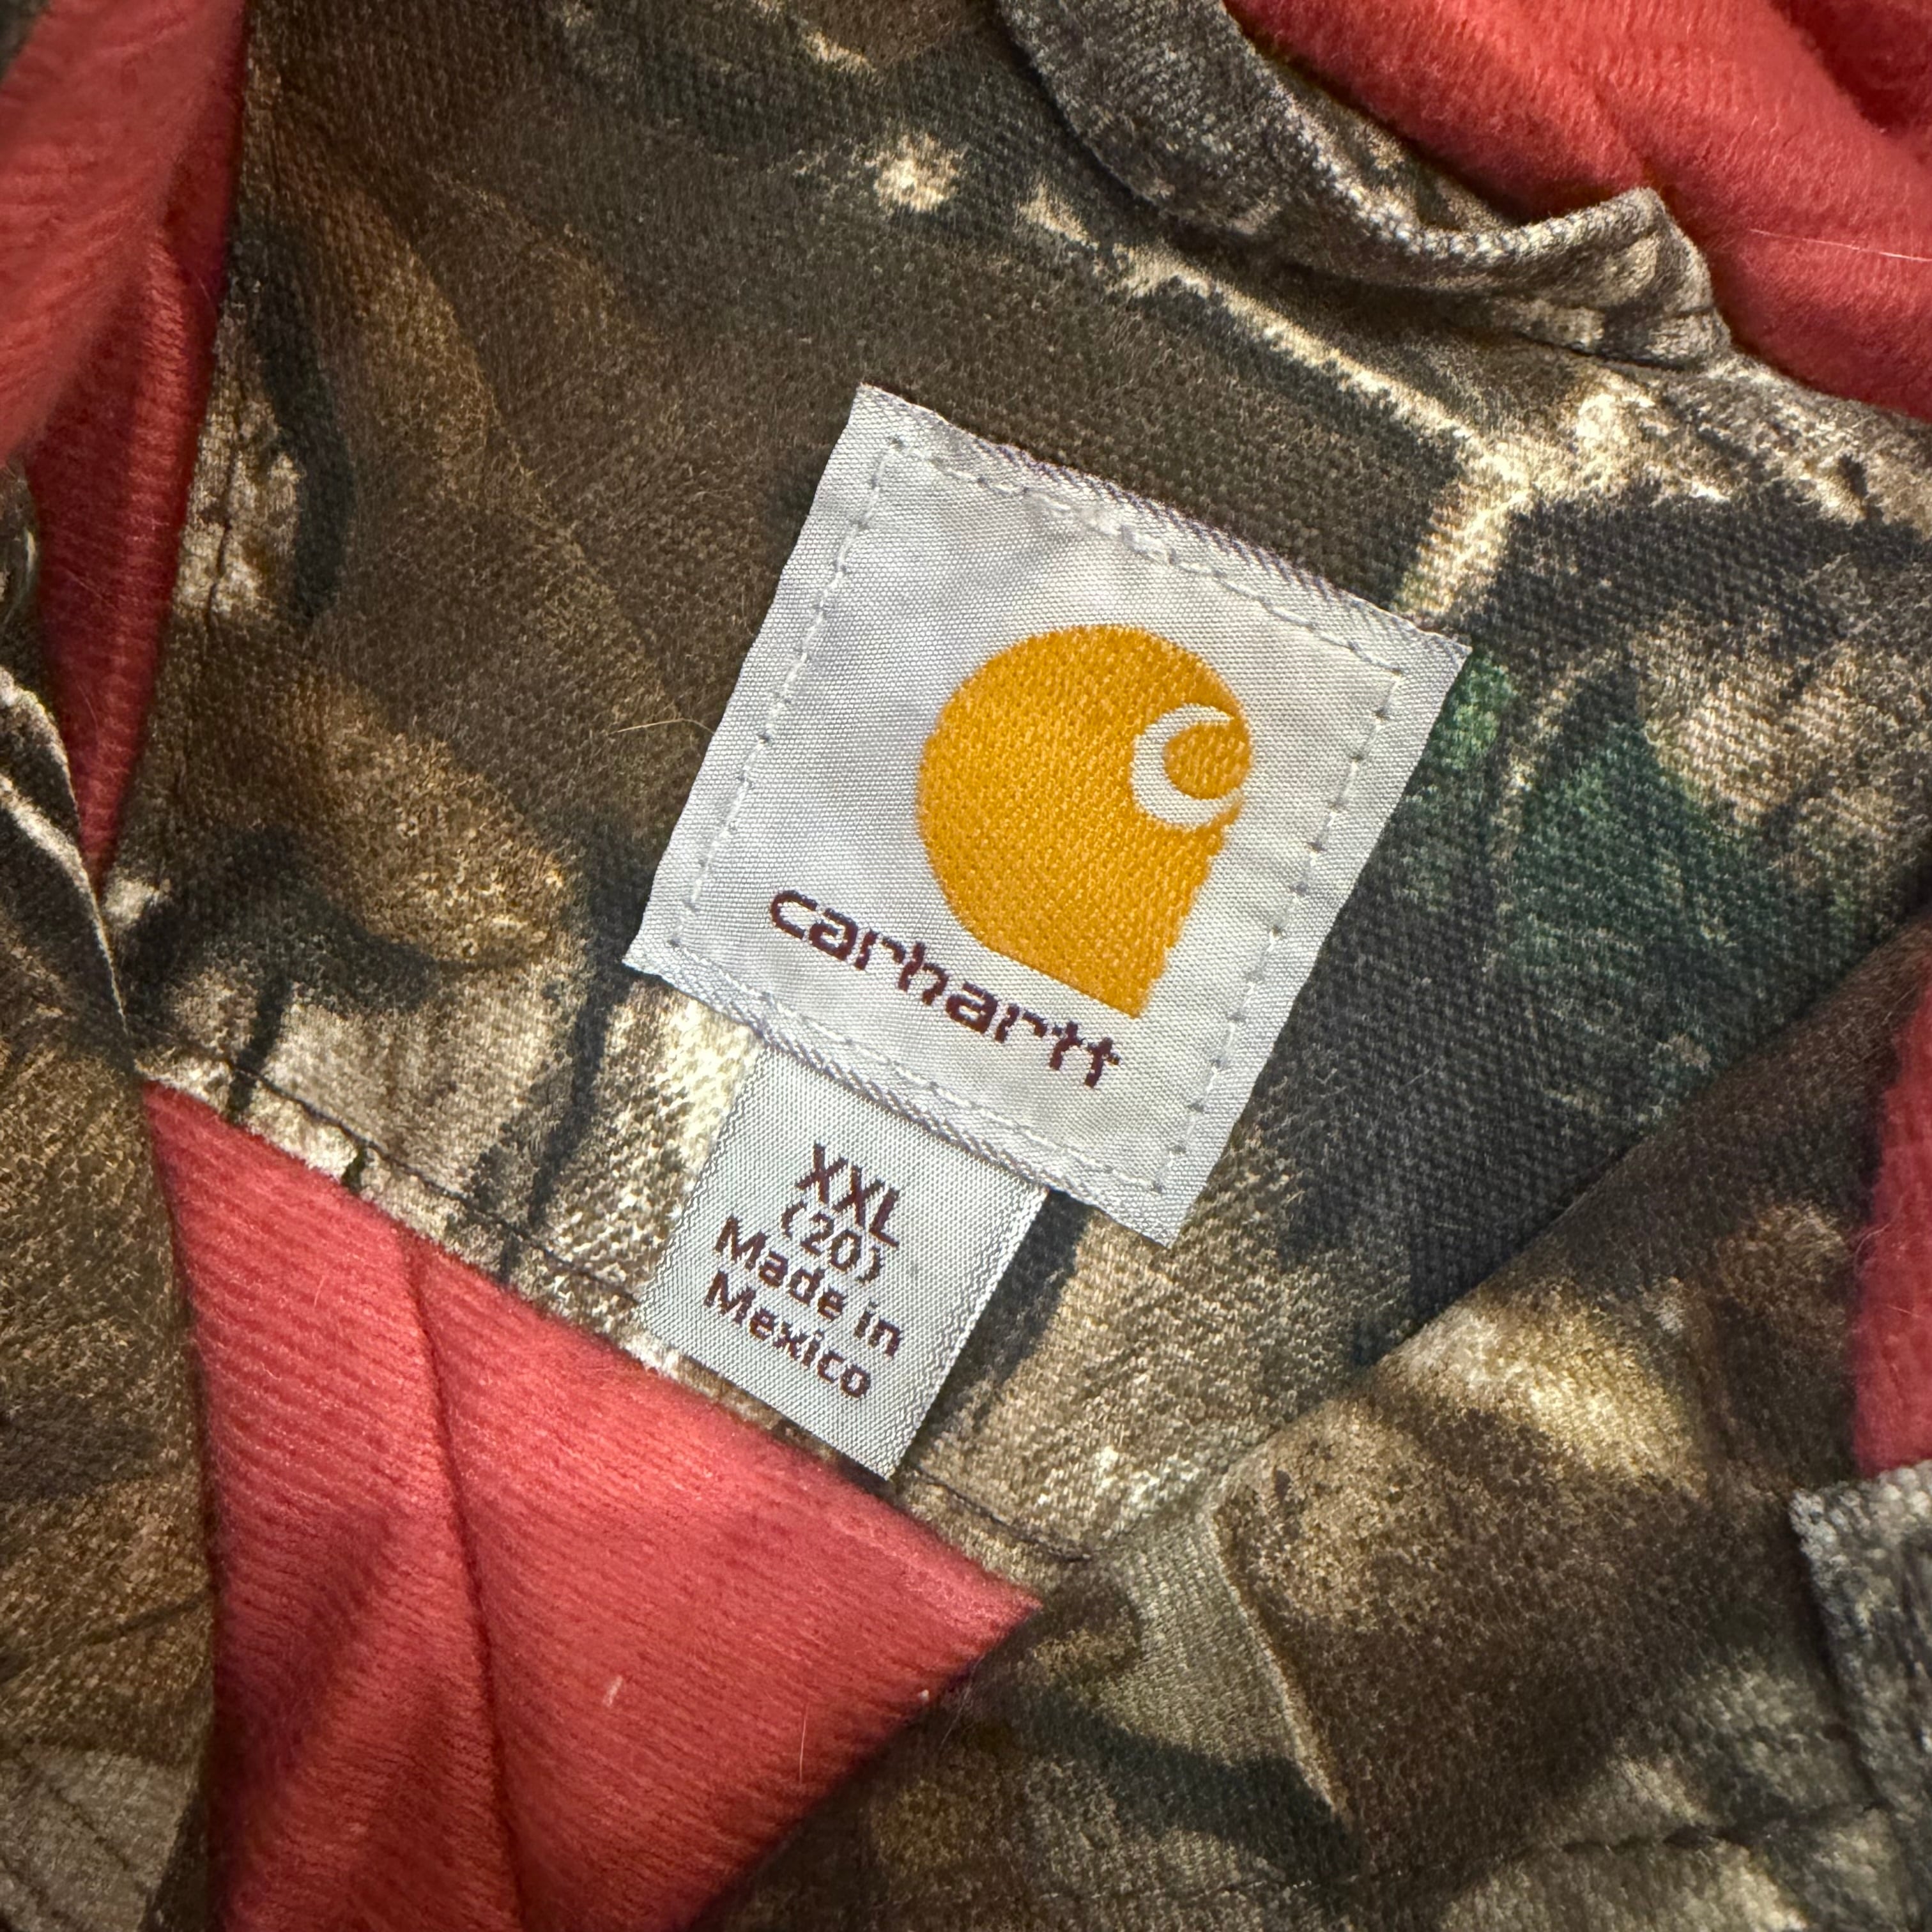 carhartt
XXL
(20)
Made in
Mexico